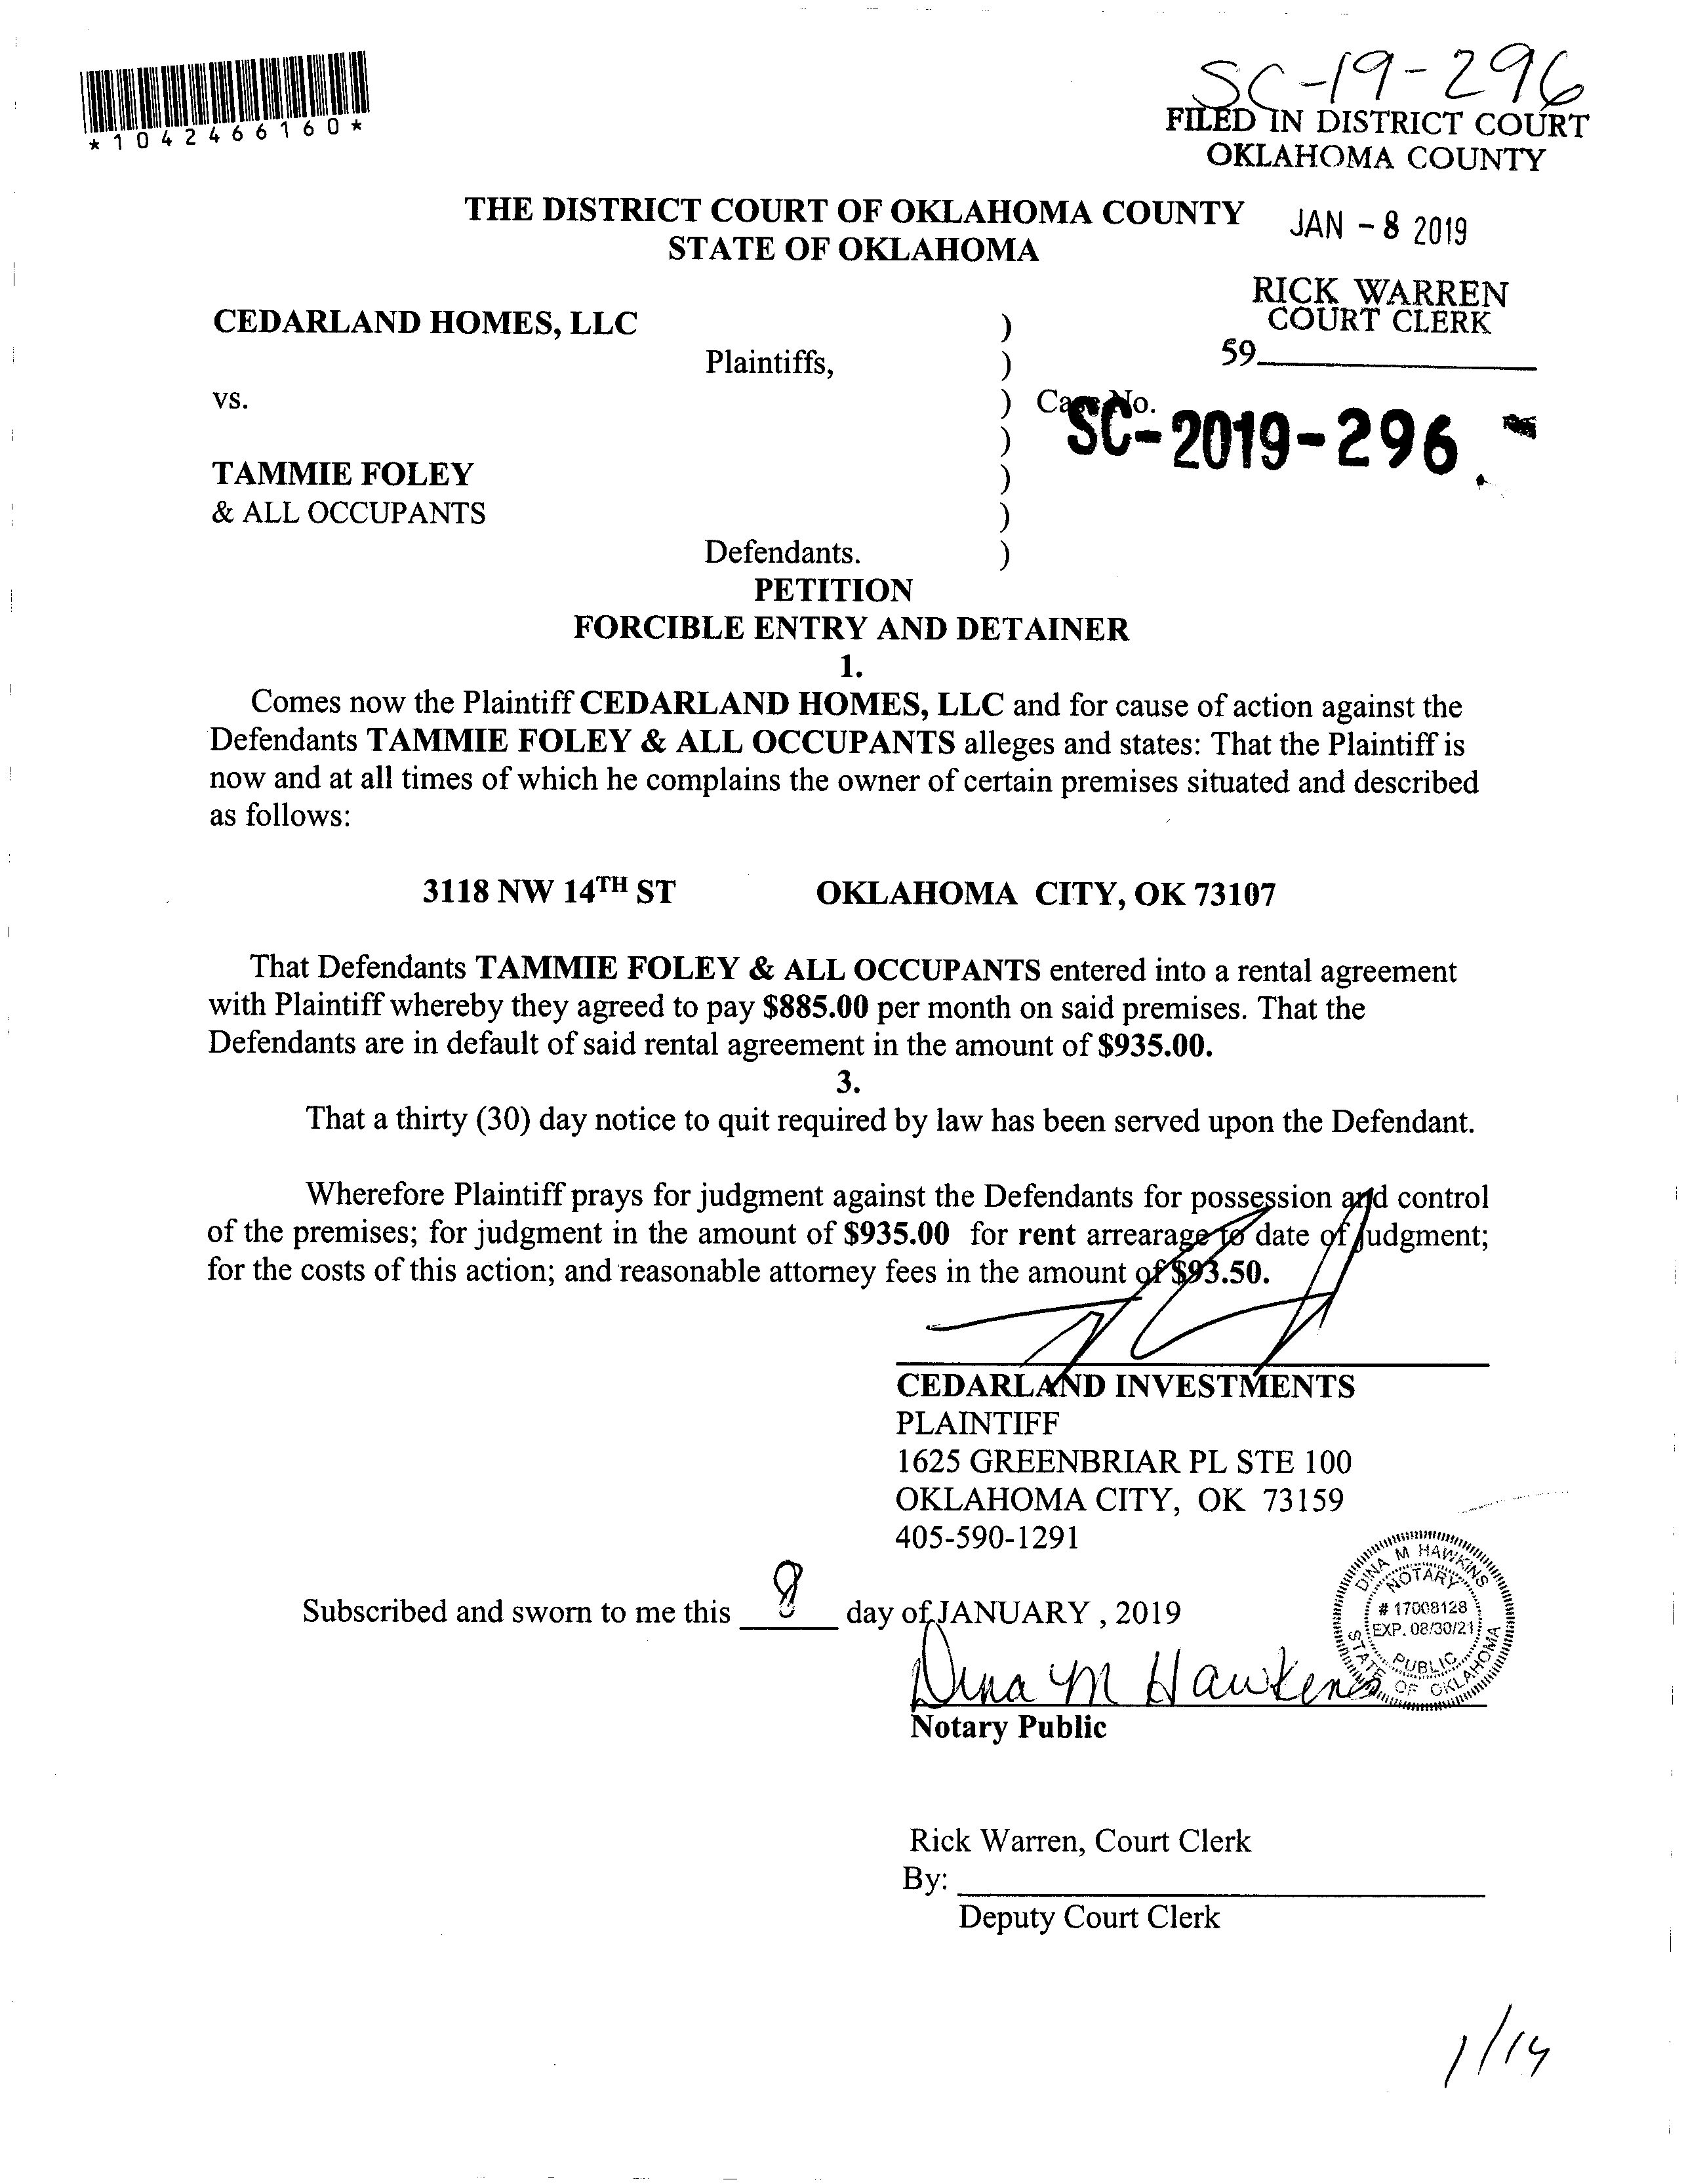 SC-19-296
*1042466160*
FILED IN DISTRICT COURT
OKLAHOMA COUNTY
THE DISTRICT COURT OF OKLAHOMA COUNTY
JAN - 8 2019
STATE OF OKLAHOMA
RICK WARREN
COURT CLERK
59
CEDARLAND HOMES, LLC )
Plaintiffs, )
vs. ) Case No.
SC-2019-296
)
TAMMIE FOLEY )
& ALL OCCUPANTS )
Defendants. )
PETITION
FORCIBLE ENTRY AND DETAINER
1.
Comes now the Plaintiff CEDARLAND HOMES, LLC and for cause of action against the
Defendants TAMMIE FOLEY & ALL OCCUPANTS alleges and states: That the Plaintiff is
now and at all times of which he complains the owner of certain premises situated and described
as follows:
3118 NW 14TH ST OKLAHOMA CITY, OK 73107
That Defendants TAMMIE FOLEY & ALL OCCUPANTS entered into a rental agreement
with Plaintiff whereby they agreed to pay $885.00 per month on said premises. That the
Defendants are in default of said rental agreement in the amount of $935.00.
3.
That a thirty (30) day notice to quit required by law has been served upon the Defendant.
Wherefore Plaintiff prays for judgment against the Defendants for possession and control
of the premises; for judgment in the amount of $935.00 for rent arrearage to date of judgment;
for the costs of this action; and reasonable attorney fees in the amount of $93.50.
CEDARLAND INVESTMENTS
PLAINTIFF
1625 GREENBRIAR PL STE 100
OKLAHOMA CITY, OK 73159
405-590-1291
Subscribed and sworn to me this 8 day of JANUARY , 2019
DINA M HAWKINS
NOTARY
# 17008128
EXP. 08/30/21
PUBLIC
STATE OF OKLAHOMA
Dina M Hawkins
Notary Public
Rick Warren, Court Clerk
By:
Deputy Court Clerk
1/14